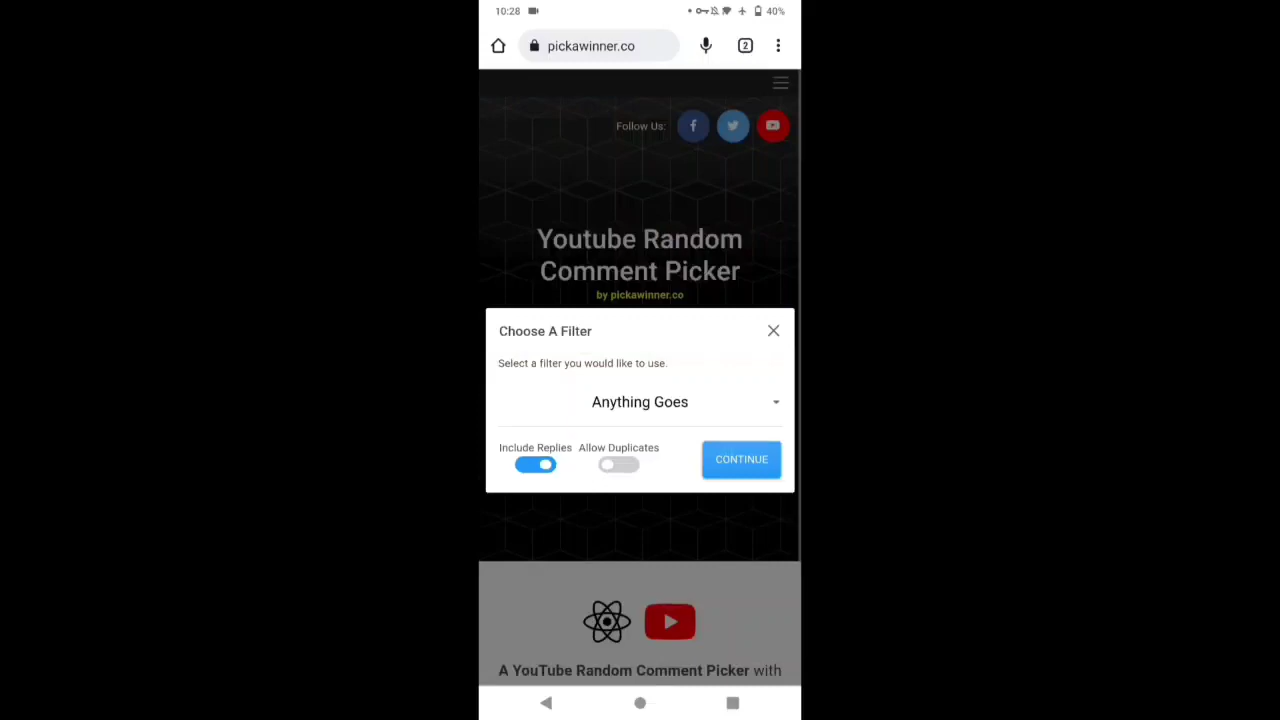 10:28
40%
pickawinner.co
2
Follow Us:
Youtube Random
Comment Picker
by pickawinner.co
Choose A Filter
Select a filter you would like to use.
Anything Goes
Include Replies Allow Duplicates
CONTINUE
A YouTube Random Comment Picker with